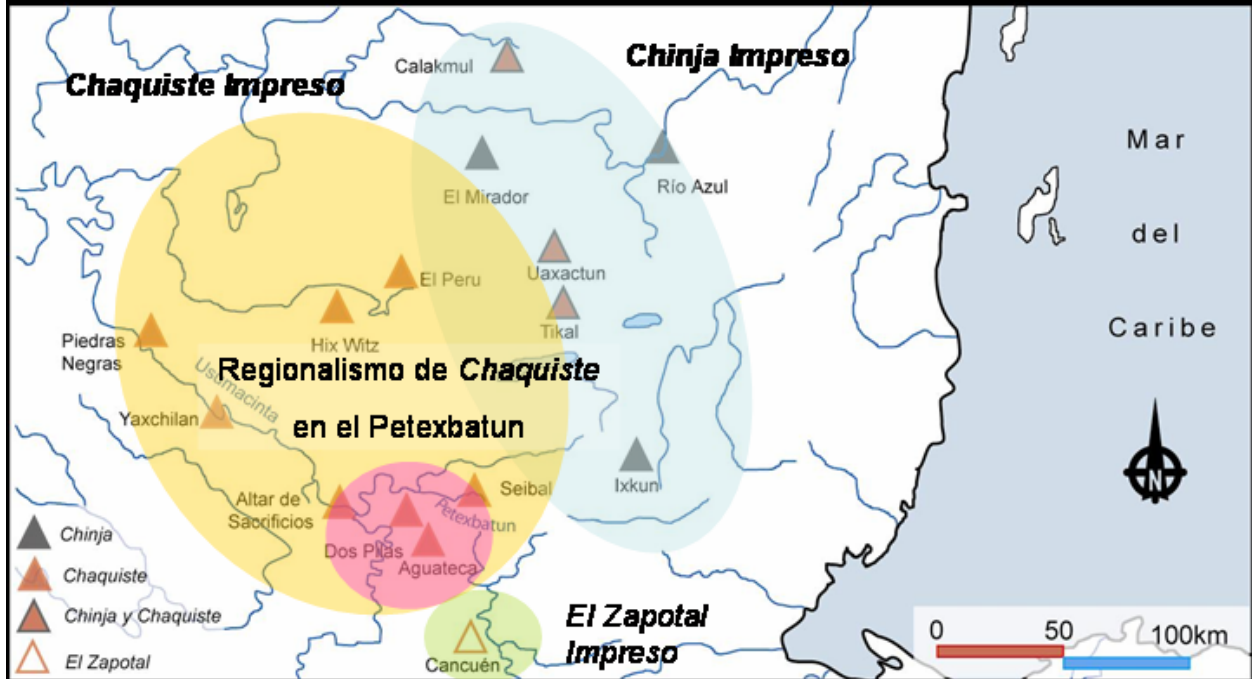 Calakmul
Chinja Impreso
Chaquiste Impreso
Mar
El Mirador
Río Azul
del
Uaxactun
El Peru
Tikal
Caribe
Piedras
Negras
Hix Witz
Regionalismo de Chaquiste
Usumacinta
Yaxchilan
en el Petexbatun
Ixkun
Seibal
Altar de
Sacrificios
Petexbatun
N
Chinja
Dos Pilas
Aguateca
Chaquiste
Chinja y Chaquiste
El Zapotal
Impreso
0 50 100km
El Zapotal
Cancuén